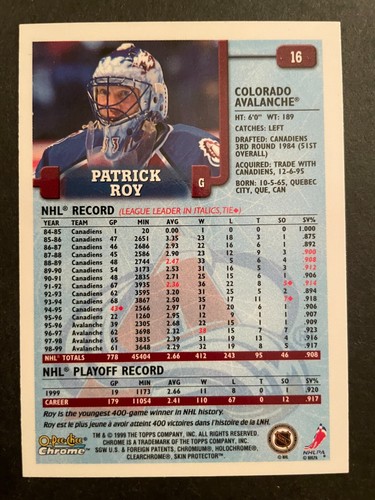 16
COLORADO
AVALANCHE®
HT: 6'0" WT: 189
CATCHES: LEFT
DRAFTED: CANADIENS
3RD ROUND 1984 (51ST
OVERALL)
ACQUIRED: TRADE WITH
CANADIENS, 12-6-95
BORN: 10-5-65, QUEBEC
CITY, QUE, CAN
33
PATRICK
ROY
G
NHL® RECORD (LEAGUE LEADER IN ITALICS, TIE♦)
YEAR TEAM GP MIN AVG W L T SO SV%
84-85 Canadiens 1 20 0.00 1 0 0 0 1.000
85-86 Canadiens 47 2651 3.35 23 18 3 1 .875
86-87 Canadiens 46 2686 2.93 22 16 6 1 .892
87-88 Canadiens 45 2586 2.90 23 12 9 3 .900
88-89 Canadiens 48 2744 2.47 33 5 6 4 .908
89-90 Canadiens 54 3173 2.53 31 16 5 3 .912
90-91 Canadiens 48 2835 2.71 25 15 6 1 .906
91-92 Canadiens 67 3935 2.36 36 22 8 5♦ .914
92-93 Canadiens 62 3595 3.20 31 25 5 2 .894
93-94 Canadiens 68 3867 2.50 35 17 11 7♦ .918
94-95 Canadiens 43♦ 2566 2.97 17 20 6 1 .906
95-96 Canadiens 22 1260 2.95 12 9 1 1 .907
95-96 Avalanche 39 2305 2.68 22 15 1 1 .909
96-97 Avalanche 62 3698 2.32 38 15 7 7 .923
97-98 Avalanche 65 3835 2.39 31 19 13 4 .916
98-99 Avalanche 61 3648 2.29 32 19 8 5 .917
NHL® TOTALS 778 45404 2.66 412 243 95 46 .908
NHL® PLAYOFF RECORD
1999 19 1173 2.66 11 8 0 1 .920
CAREER 179 11054 2.41 110 67 0 12 .917
Roy is the youngest 400-game winner in NHL history.
Roy est le plus jeune à avoir atteint 400 victoires dans l'histoire de la LNH.
O-Pee-Chee
Chrome
TM & © 1999 THE TOPPS COMPANY, INC. ALL RIGHTS RESERVED.
CHROME IS A TRADEMARK OF THE TOPPS COMPANY, INC.
SGW U.S. & FOREIGN PATENTS, CHROMIUM®, HOLOCHROME®,
CLEARCHROME®, SKIN PROTECTOR™.
NHL
NHLPA